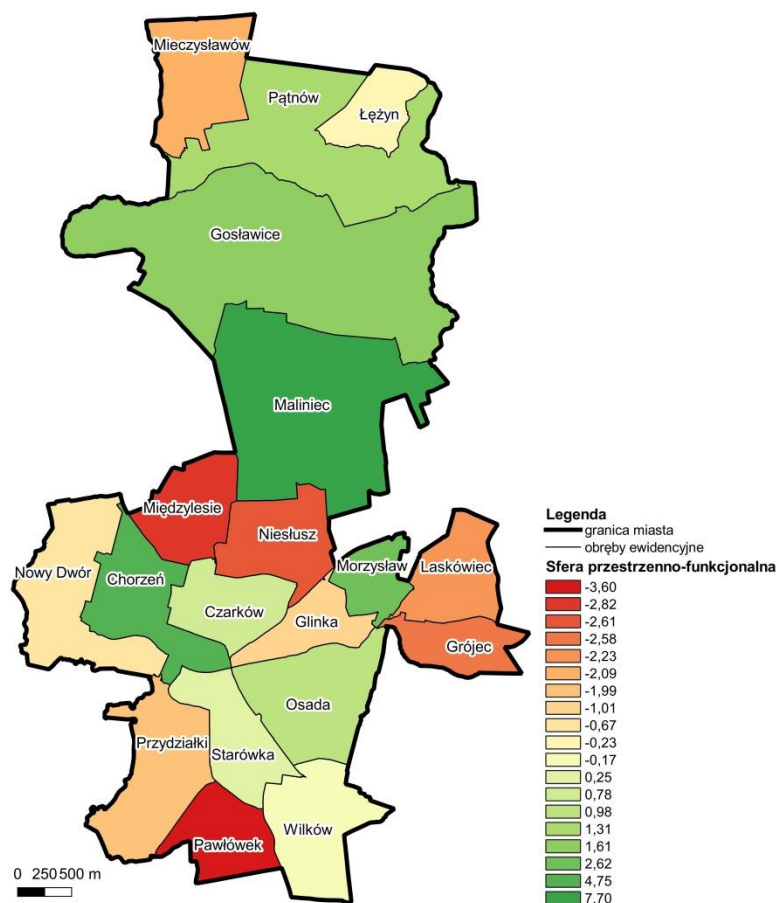 Mieczysławów
Pątnów
Łężyn
Gosławice
Maliniec
Międzylesie
Niesłusz
Nowy Dwór
Chorzeń
Morzysław
Laskówiec
Czarków
Glinka
Grójec
Osada
Przydziałki
Starówka
Wilków
Pawłówek
0 250 500 m
Legenda
granica miasta
obręby ewidencyjne
Sfera przestrzenno-funkcjonalna
-3,60
-2,82
-2,61
-2,58
-2,23
-2,09
-1,99
-1,01
-0,67
-0,23
-0,17
0,25
0,78
0,98
1,31
1,61
2,62
4,75
7,70